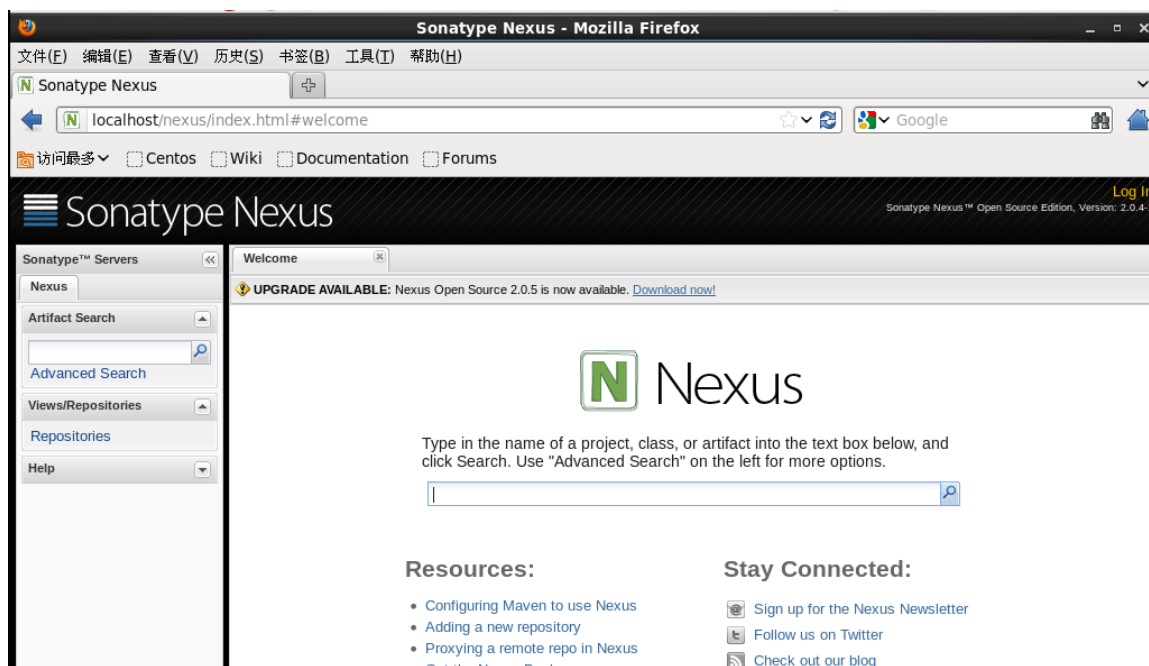 Sonatype Nexus - Mozilla Firefox
文件(F) 编辑(E) 查看(V) 历史(S) 书签(B) 工具(T) 帮助(H)
Sonatype Nexus
localhost/nexus/index.html#welcome
Google
访问最多 Centos Wiki Documentation Forums
Log In
Sonatype Nexus
Sonatype Nexus™ Open Source Edition, Version: 2.0.4-
Sonatype™ Servers
Welcome
Nexus
UPGRADE AVAILABLE: Nexus Open Source 2.0.5 is now available. Download now!
Artifact Search
Advanced Search
Views/Repositories
Repositories
Help
N Nexus
Type in the name of a project, class, or artifact into the text box below, and
click Search. Use "Advanced Search" on the left for more options.
Resources:
Configuring Maven to use Nexus
Adding a new repository
Proxying a remote repo in Nexus
Stay Connected:
Sign up for the Nexus Newsletter
Follow us on Twitter
Check out our blog